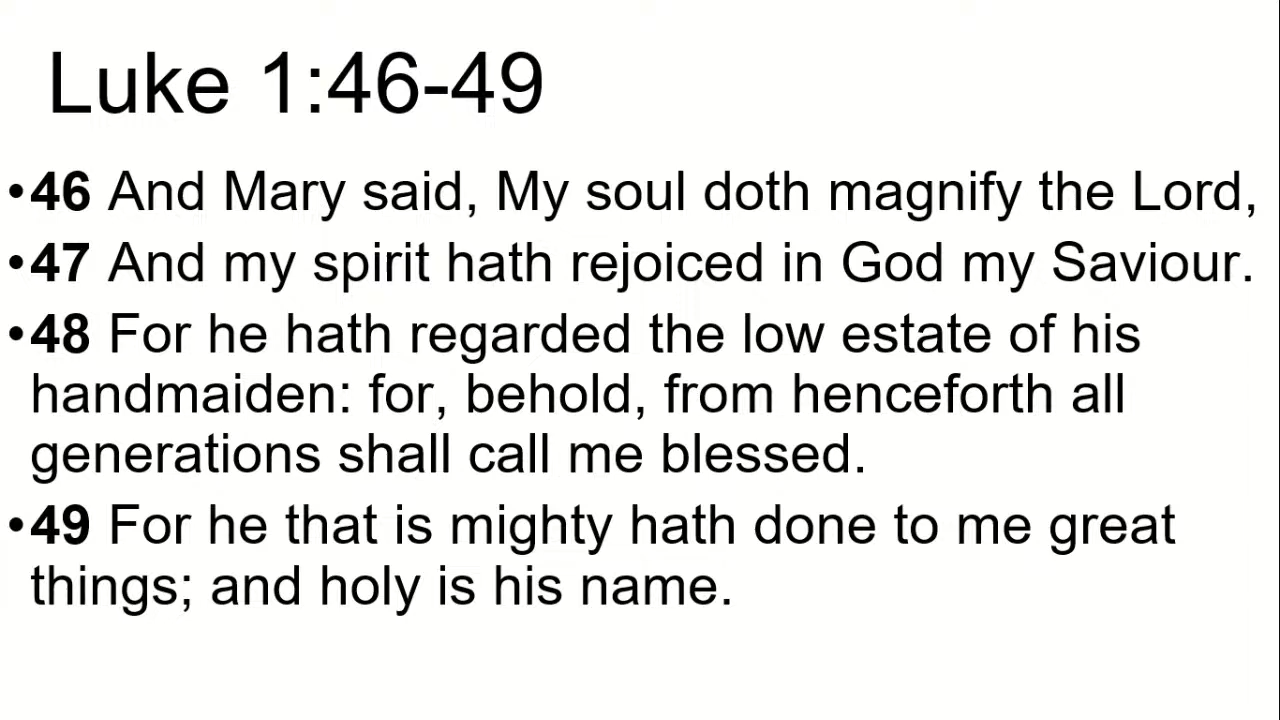 Luke 1:46-49
•46 And Mary said, My soul doth magnify the Lord,
•47 And my spirit hath rejoiced in God my Saviour.
•48 For he hath regarded the low estate of his
handmaiden: for, behold, from henceforth all
generations shall call me blessed.
•49 For he that is mighty hath done to me great
things; and holy is his name.